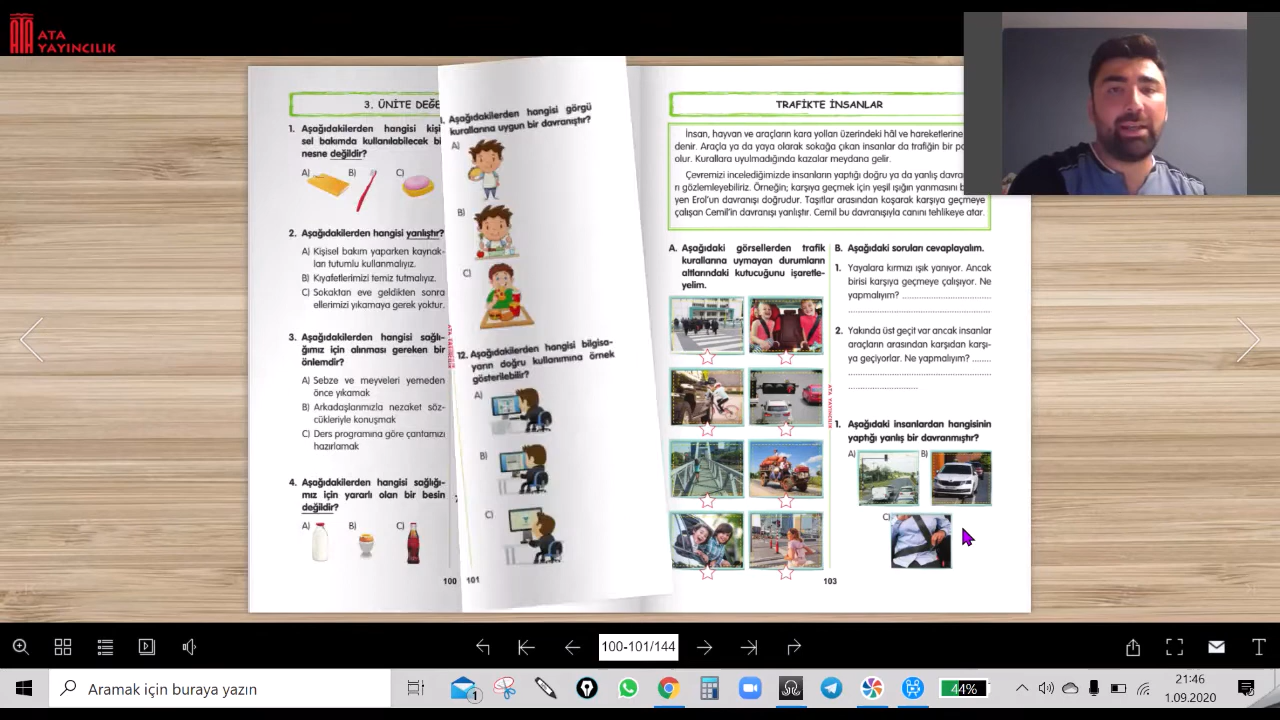 ATA
YAYINCILIK
3. ÜNİTE DEĞE
1. Aşağıdakilerden hangisi kişi
sel bakımda kullanılabilecek bi
nesne değildir?
A)
B)
C)
2. Aşağıdakilerden hangisi yanlıştır?
A) Kişisel bakım yaparken kaynak-
ları tutumlu kullanmalıyız.
B) Kıyafetlerimizi temiz tutmalıyız.
C) Sokaktan eve geldikten sonra
ellerimizi yıkamaya gerek yoktur.
3. Aşağıdakilerden hangisi sağlı-
ğımız için alınması gereken bir
önlemdir?
A) Sebze ve meyveleri yemeden
önce yıkamak
B) Arkadaşlarımızla nezaket söz-
cükleriyle konuşmak
C) Ders programına göre çantamızı
hazırlamak
4. Aşağıdakilerden hangisi sağlığı-
mız için yararlı olan bir besin
değildir?
A)
B)
C)
100
ATA YAYINCILIK
Aşağıdakilerden hangisi görgü
kurallarına uygun bir davranıştır?
A)
B)
C)
12. Aşağıdakilerden hangisi bilgisa-
yarın doğru kullanımına örnek
gösterilebilir?
A)
B)
C)
101
TRAFİKTE İNSANLAR
İnsan, hayvan ve araçların kara yolları üzerindeki hâl ve hareketlerine
denir. Araçla ya da yaya olarak sokağa çıkan insanlar da trafiğin bir pa
olur. Kurallara uyulmadığında kazalar meydana gelir.
Çevremizi incelediğimizde insanların yaptığı doğru ya da yanlış davran
rı gözlemleyebiliriz. Örneğin; karşıya geçmek için yeşil ışığın yanmasını b
yen Erol'un davranışı doğrudur. Taşıtlar arasından koşarak karşıya geçmeye
çalışan Cemil'in davranışı yanlıştır. Cemil bu davranışıyla canını tehlikeye atar.
A. Aşağıdaki görsellerden trafik
kurallarına uymayan durumların
altlarındaki kutucuğunu işaretle-
yelim.
B. Aşağıdaki soruları cevaplayalım.
1. Yayalara kırmızı ışık yanıyor. Ancak
birisi karşıya geçmeye çalışıyor. Ne
yapmalıyım? ................................
................................................
2. Yakında üst geçit var ancak insanlar
araçların arasından karşıdan karşı-
ya geçiyorlar. Ne yapmalıyım? ........
................................................
........................
ATA YAYINCILIK
1. Aşağıdaki insanlardan hangisinin
yaptığı yanlış bir davranmıştır?
A)
B)
C)
103
100-101/144
Aramak için buraya yazın
1
44%
21:46
1.09.2020